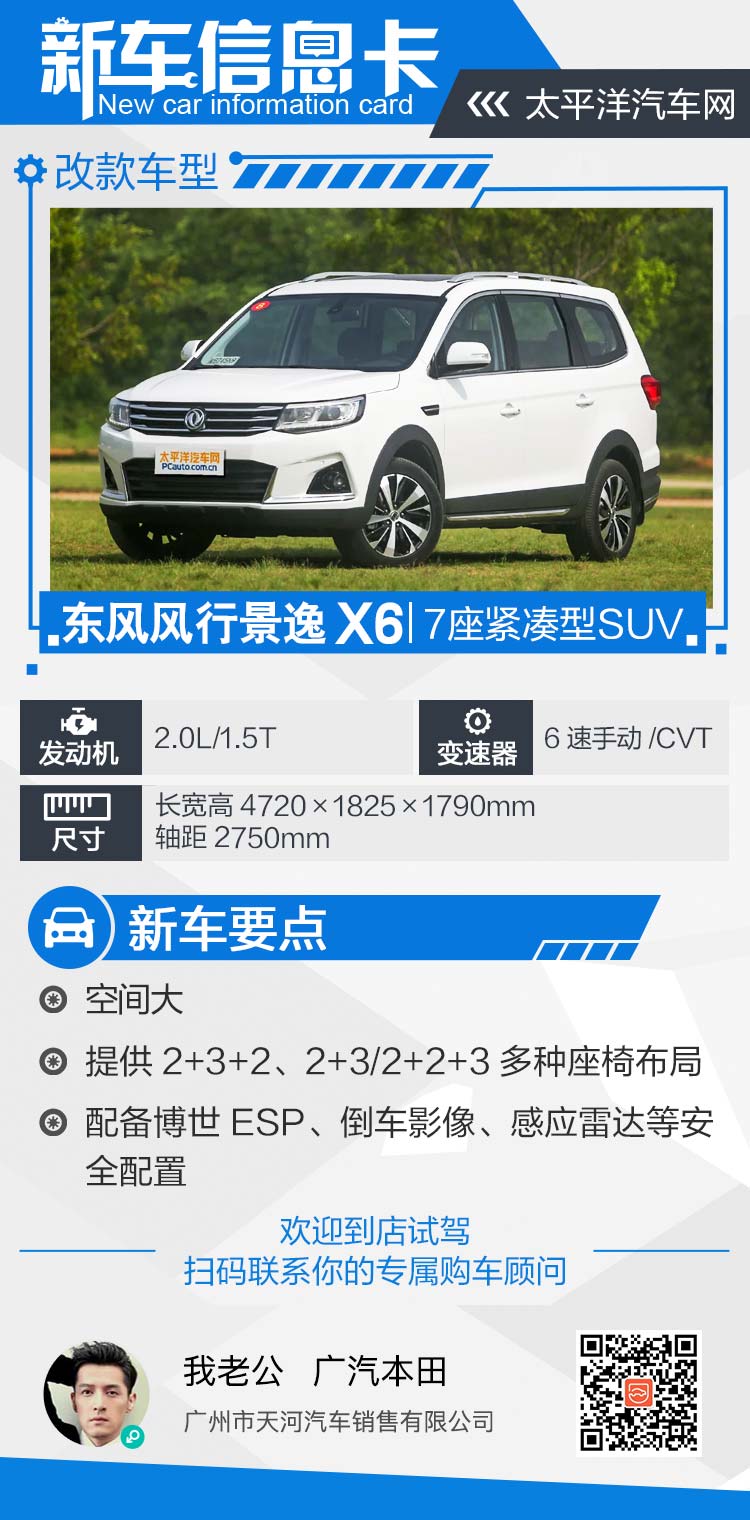 新车信息卡
New car information card
太平洋汽车网
改款车型
太平洋汽车网
PCauto.com.cn
东风风行景逸 X6 7座紧凑型SUV
发动机 2.0L/1.5T
变速器 6 速手动 /CVT
尺寸
长宽高 4720×1825×1790mm
轴距 2750mm
新车要点
空间大
提供 2+3+2、2+3/2+2+3 多种座椅布局
配备博世 ESP、倒车影像、感应雷达等安
全配置
欢迎到店试驾
扫码联系你的专属购车顾问
我老公 广汽本田
广州市天河汽车销售有限公司